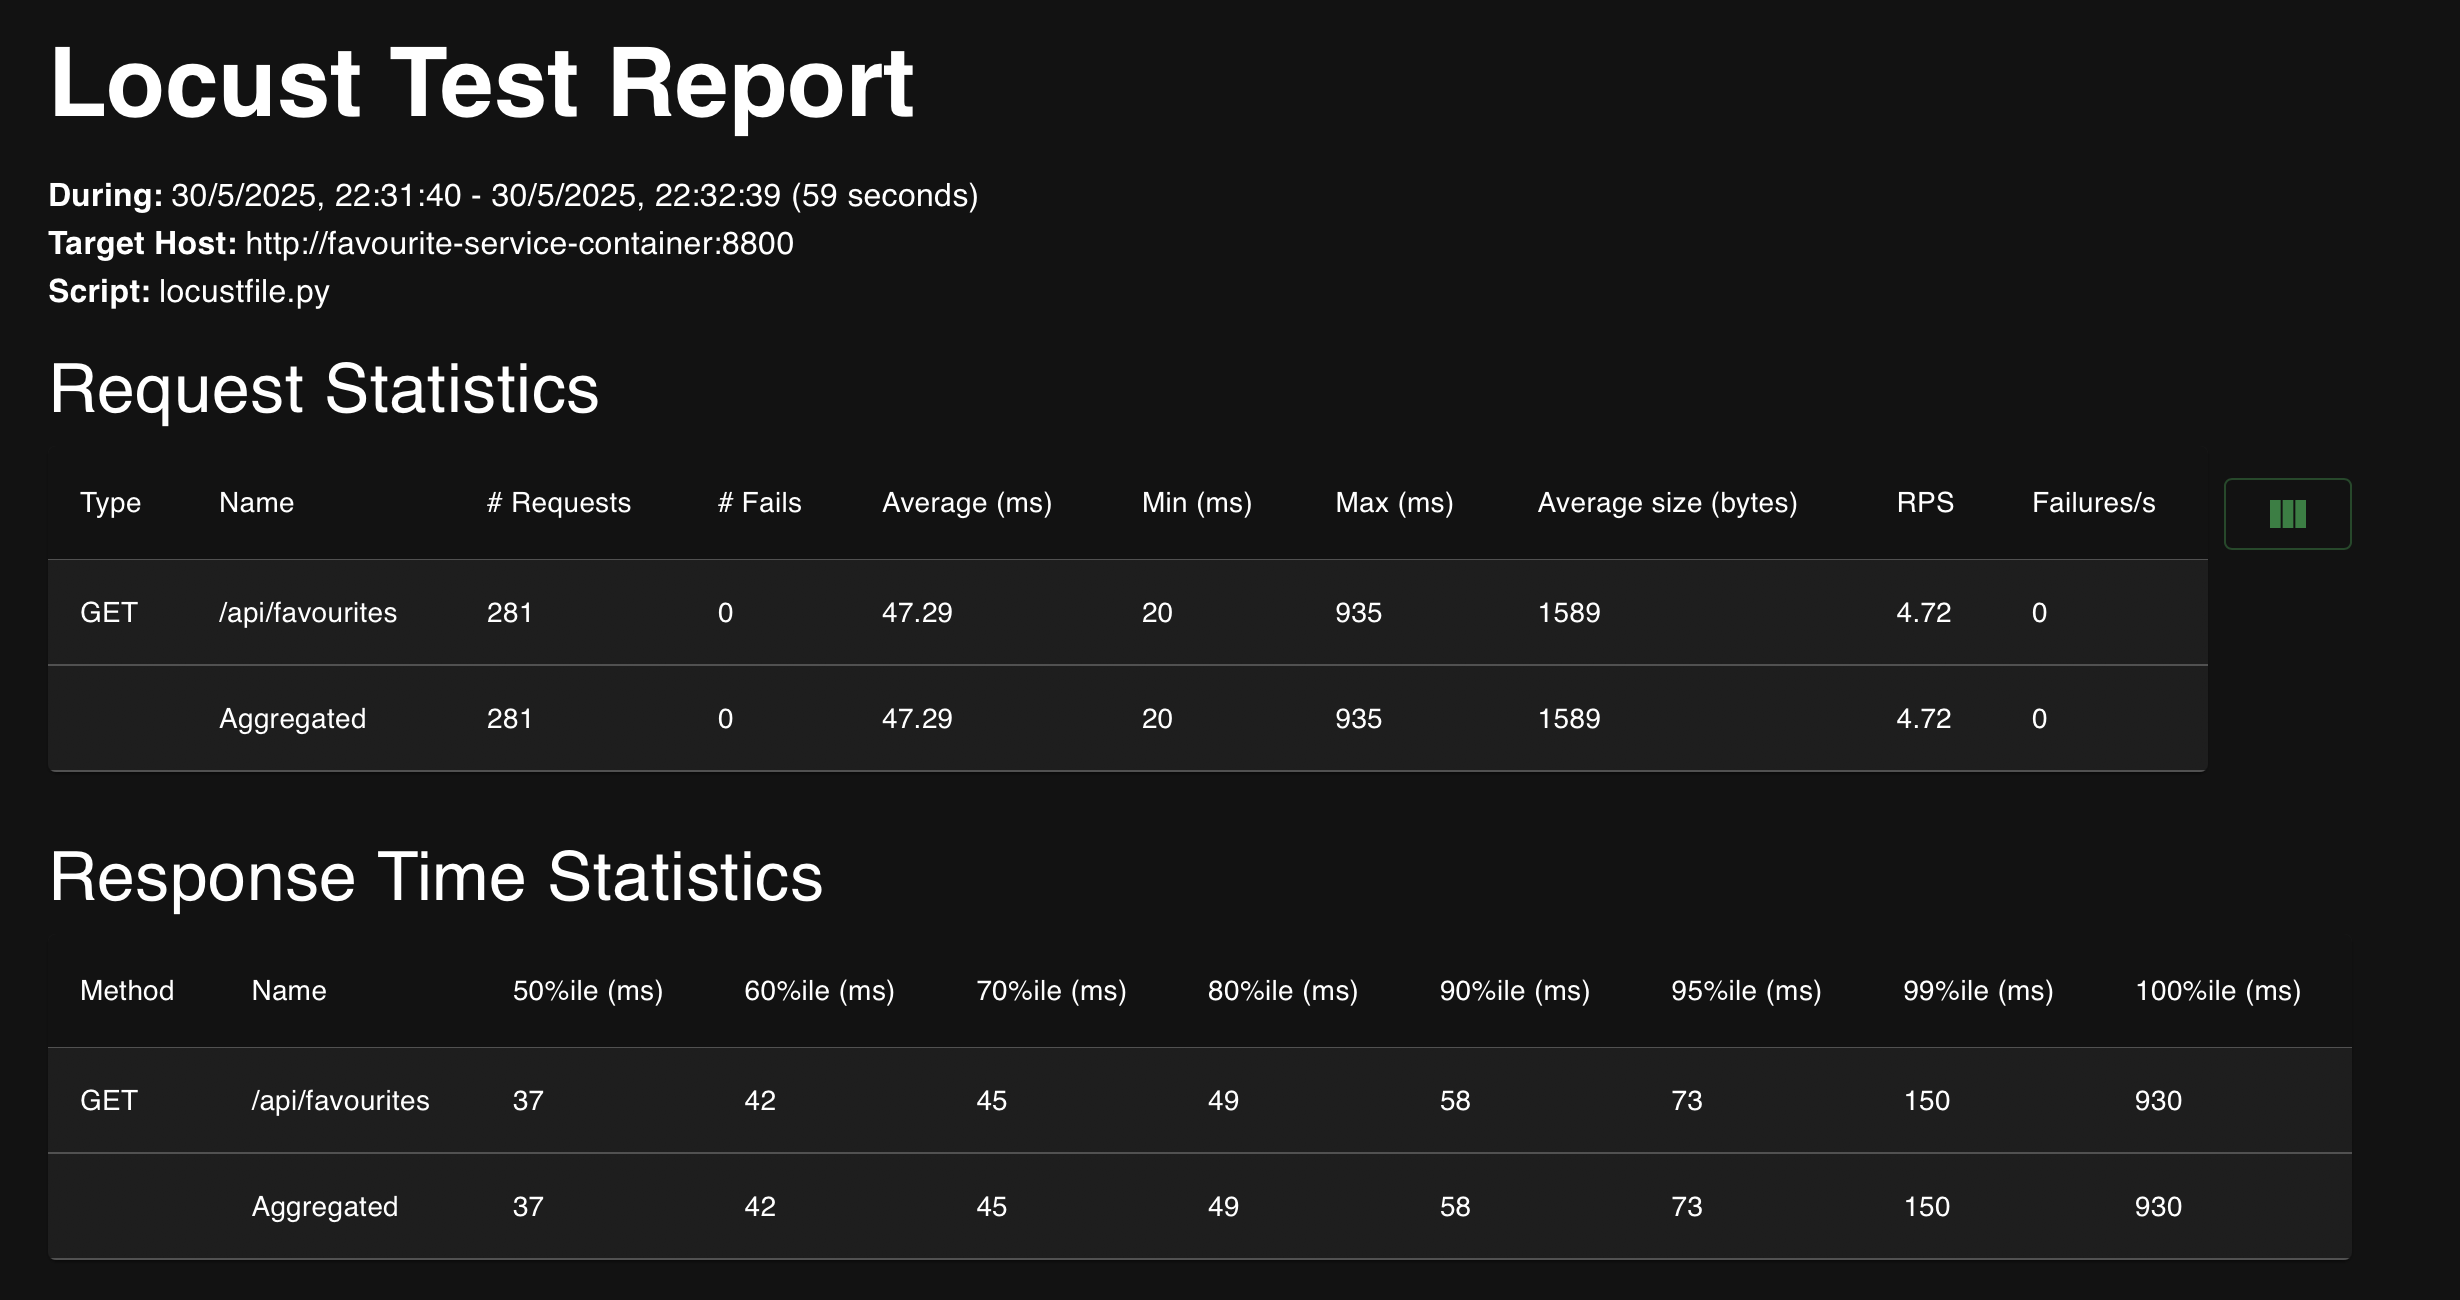 Locust Test Report
During: 30/5/2025, 22:31:40 - 30/5/2025, 22:32:39 (59 seconds)
Target Host: http://favourite-service-container:8800
Script: locustfile.py
Request Statistics
Type Name # Requests # Fails Average (ms) Min (ms) Max (ms) Average size (bytes) RPS Failures/s
GET /api/favourites 281 0 47.29 20 935 1589 4.72 0
Aggregated 281 0 47.29 20 935 1589 4.72 0
Response Time Statistics
Method Name 50%ile (ms) 60%ile (ms) 70%ile (ms) 80%ile (ms) 90%ile (ms) 95%ile (ms) 99%ile (ms) 100%ile (ms)
GET /api/favourites 37 42 45 49 58 73 150 930
Aggregated 37 42 45 49 58 73 150 930